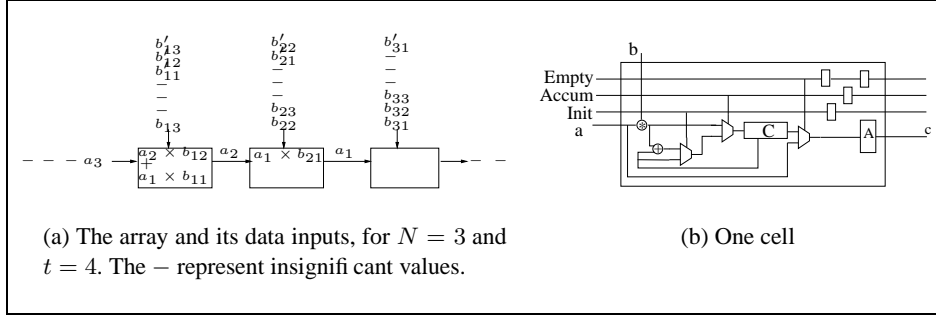 b′13 b′22 b′31
b′12 b21 −
b11 − −
− − −
− − b33
− b23 b32
b13 b22 b31
− − − a3 a2 × b12 + a1 × b11 a2 a1 × b21 a1 − −
(a) The array and its data inputs, for N = 3 and
t = 4. The − represent insignifi cant values.
b
Empty
Accum
Init
a
* + C A c
(b) One cell